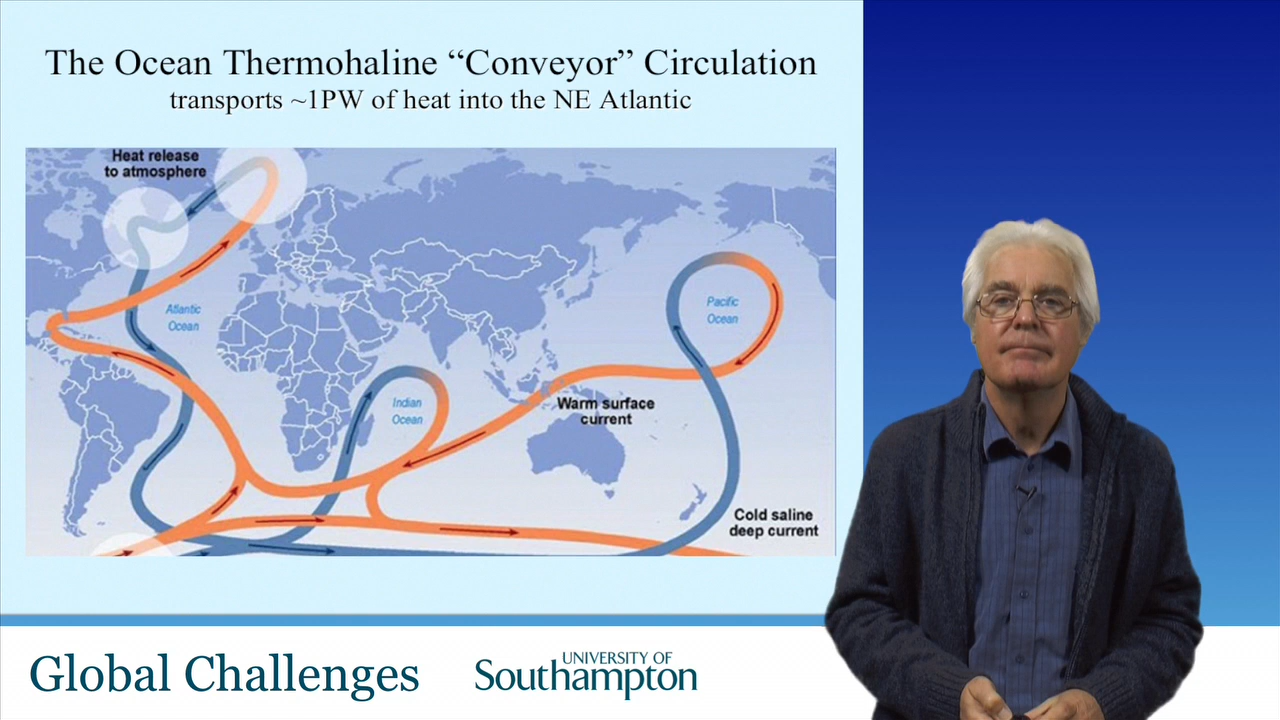 The Ocean Thermohaline “Conveyor” Circulation
transports ~1PW of heat into the NE Atlantic
Heat release
to atmosphere
Atlantic
Ocean
Pacific
Ocean
Indian
Ocean
Warm surface
current
Cold saline
deep current
Global Challenges
UNIVERSITY OF
Southampton